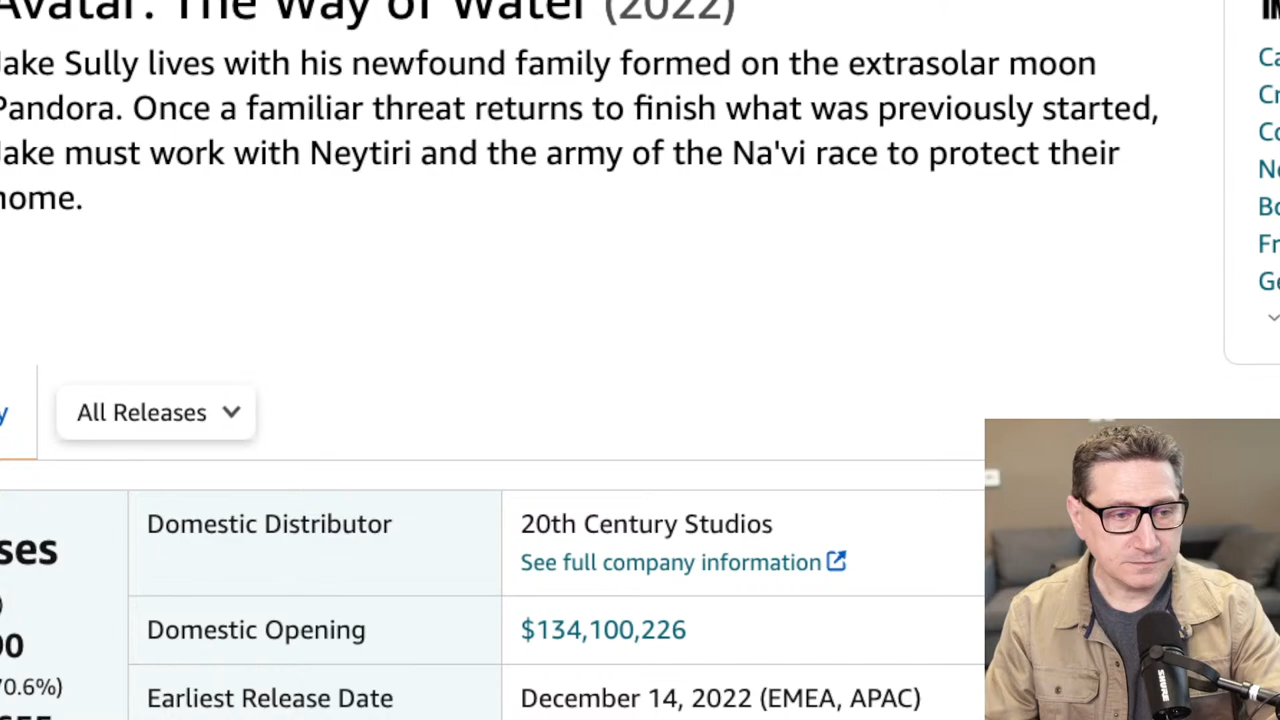 Avatar: The Way of Water (2022)
Jake Sully lives with his newfound family formed on the extrasolar moon
Pandora. Once a familiar threat returns to finish what was previously started,
Jake must work with Neytiri and the army of the Na'vi race to protect their
home.
All Releases
Domestic Distributor
20th Century Studios
See full company information
Domestic Opening
$134,100,226
70.6%)
Earliest Release Date
December 14, 2022 (EMEA, APAC)
SHURE